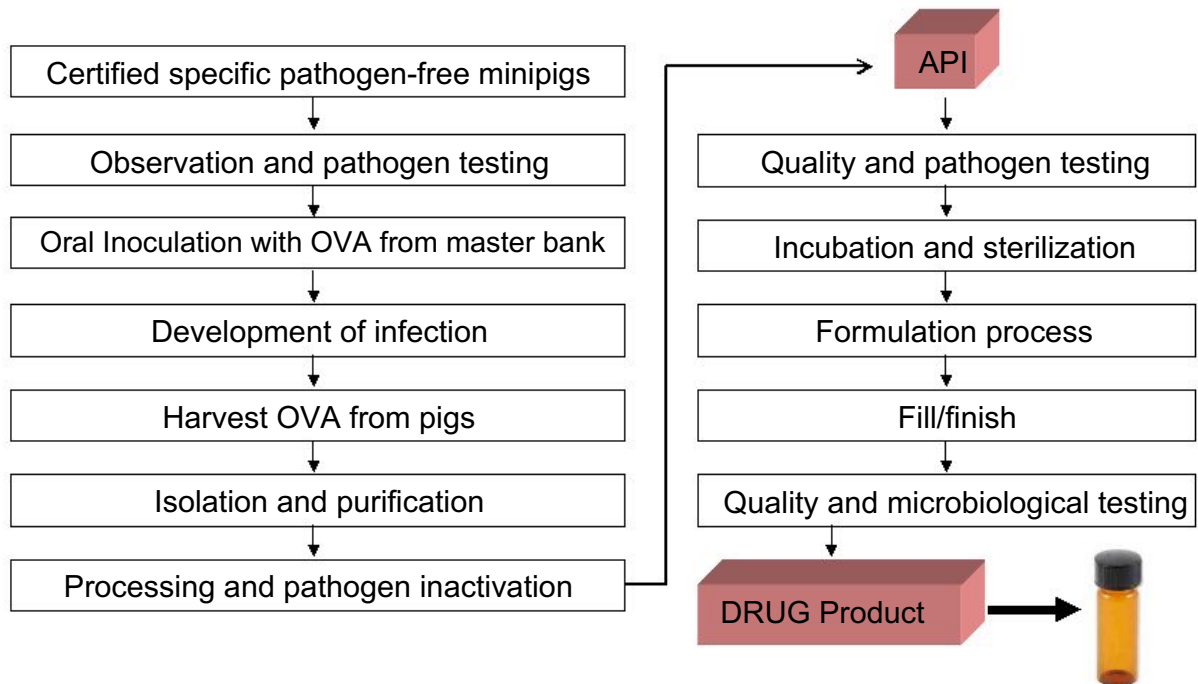 Certified specific pathogen-free minipigs
Observation and pathogen testing
Oral Inoculation with OVA from master bank
Development of infection
Harvest OVA from pigs
Isolation and purification
Processing and pathogen inactivation
API
Quality and pathogen testing
Incubation and sterilization
Formulation process
Fill/finish
Quality and microbiological testing
DRUG Product